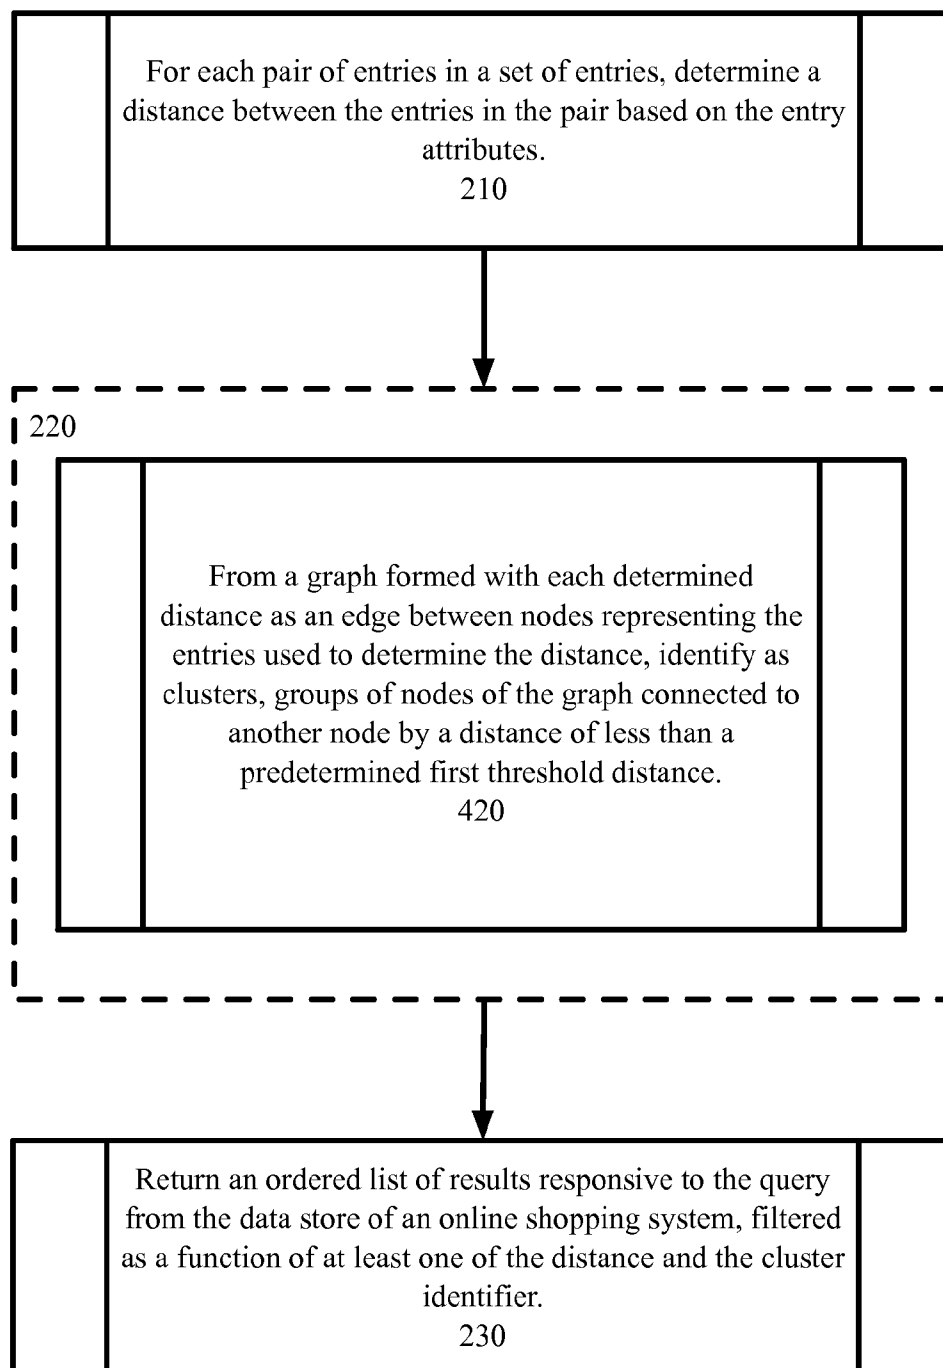 For each pair of entries in a set of entries, determine a
distance between the entries in the pair based on the entry
attributes.
210
220
From a graph formed with each determined
distance as an edge between nodes representing the
entries used to determine the distance, identify as
clusters, groups of nodes of the graph connected to
another node by a distance of less than a
predetermined first threshold distance.
420
Return an ordered list of results responsive to the query
from the data store of an online shopping system, filtered
as a function of at least one of the distance and the cluster
identifier.
230